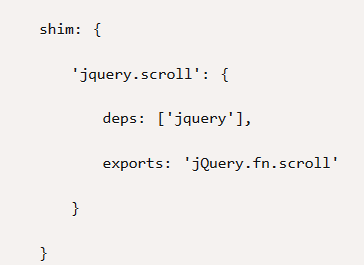 shim: {
'jquery.scroll': {
deps: ['jquery'],
exports: 'jQuery.fn.scroll'
}
}